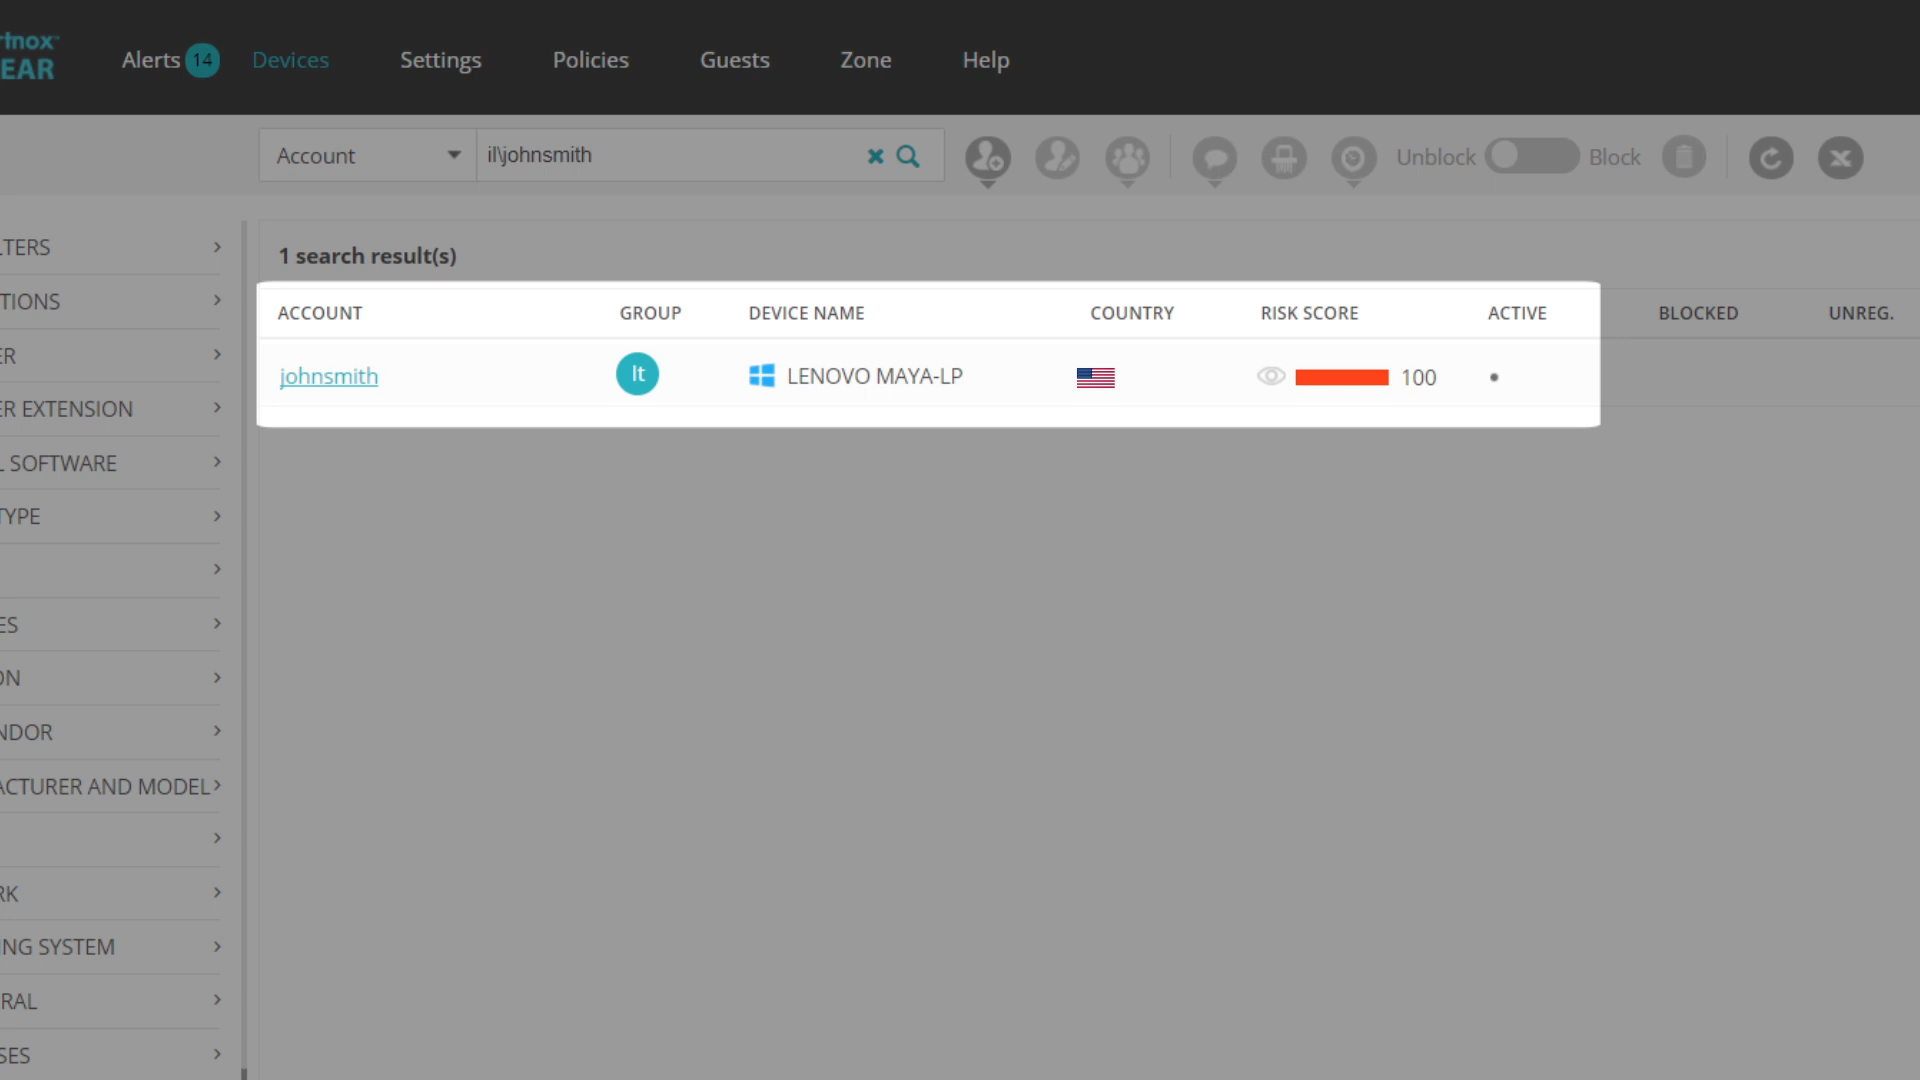 rtnox™
EAR
Alerts 14
Devices
Settings
Policies
Guests
Zone
Help
Account
il\johnsmith
Unblock
Block
LTERS
TIONS
ER
ER EXTENSION
L SOFTWARE
TYPE
ES
ON
NDOR
ACTURER AND MODEL
RK
ING SYSTEM
RAL
SES
1 search result(s)
ACCOUNT GROUP DEVICE NAME COUNTRY RISK SCORE ACTIVE BLOCKED UNREG.
johnsmith It LENOVO MAYA-LP 100